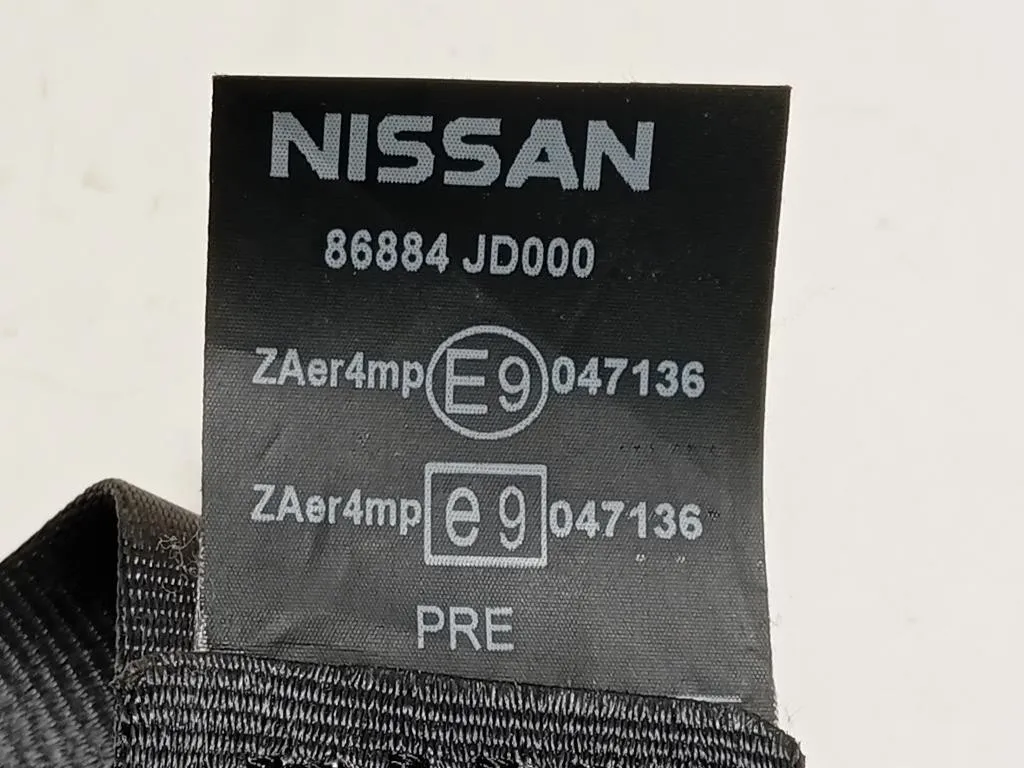 NISSAN
86884 JD000
ZAer4mp E9 047136
ZAer4mp e9 047136
PRE